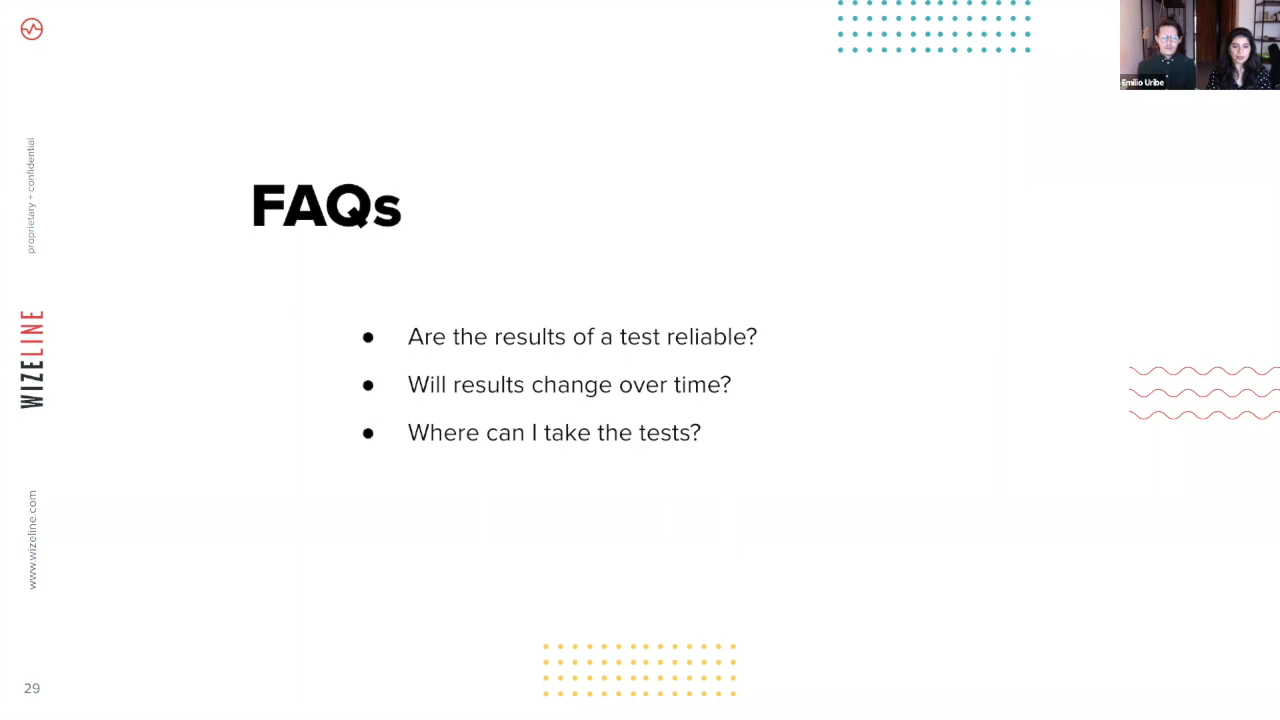 Emilio Uribe
proprietary + confidential
WIZELINE
www.wizeline.com
FAQs
● Are the results of a test reliable?
● Will results change over time?
● Where can I take the tests?
29